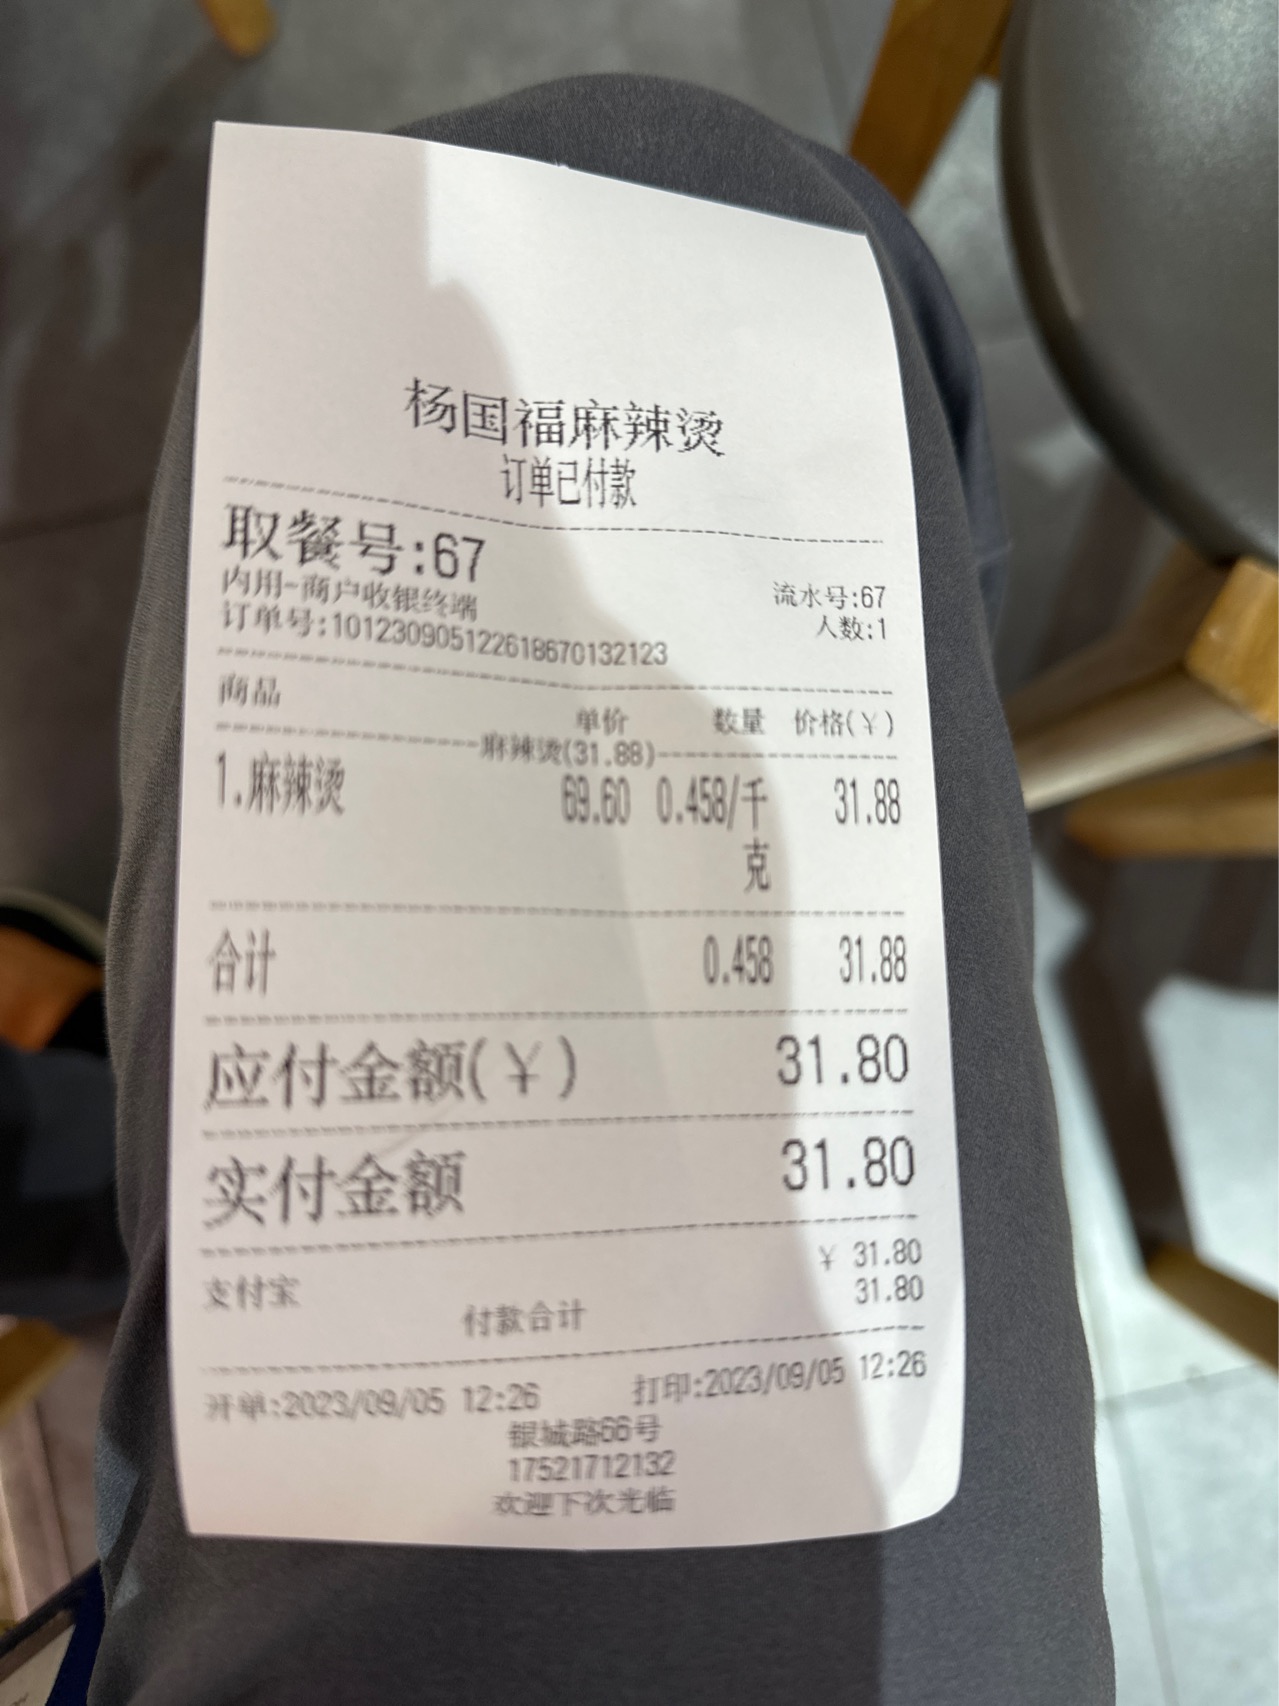 杨国福麻辣烫
订单已付款
取餐号:67
内用-商户收银终端 流水号:67
订单号:101230905122618670132123 人数:1
商品 单价 数量 价格(¥)
麻辣烫(31.88)
1.麻辣烫 69.60 0.458/千 31.88
克
合计 0.458 31.88
应付金额(¥) 31.80
实付金额 31.80
支付宝 ¥ 31.80
付款合计 31.80
开单:2023/09/05 12:26 打印:2023/09/05 12:26
银城路66号
17521712132
欢迎下次光临